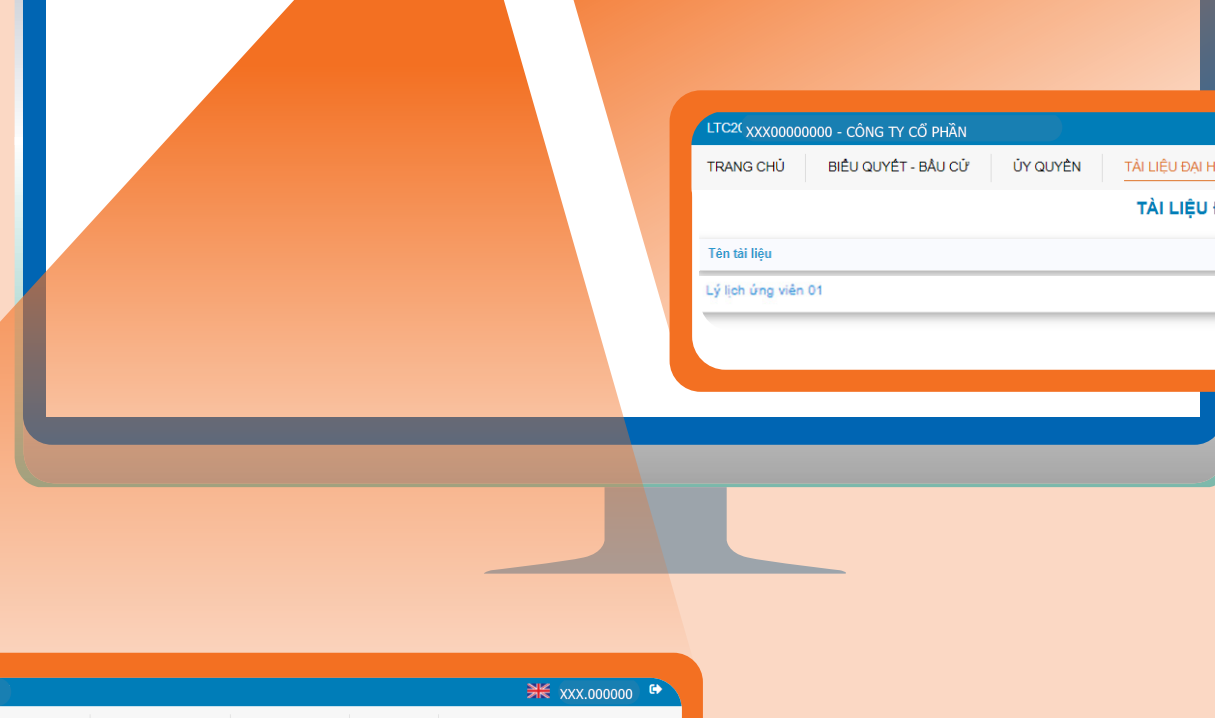 LTC20 XXX00000000 - CÔNG TY CỔ PHẦN
TRANG CHỦ BIỂU QUYẾT - BẦU CỬ ỦY QUYỀN TÀI LIỆU ĐẠI H
TÀI LIỆU
Tên tài liệu
Lý lịch ứng viên 01
XXX.000000